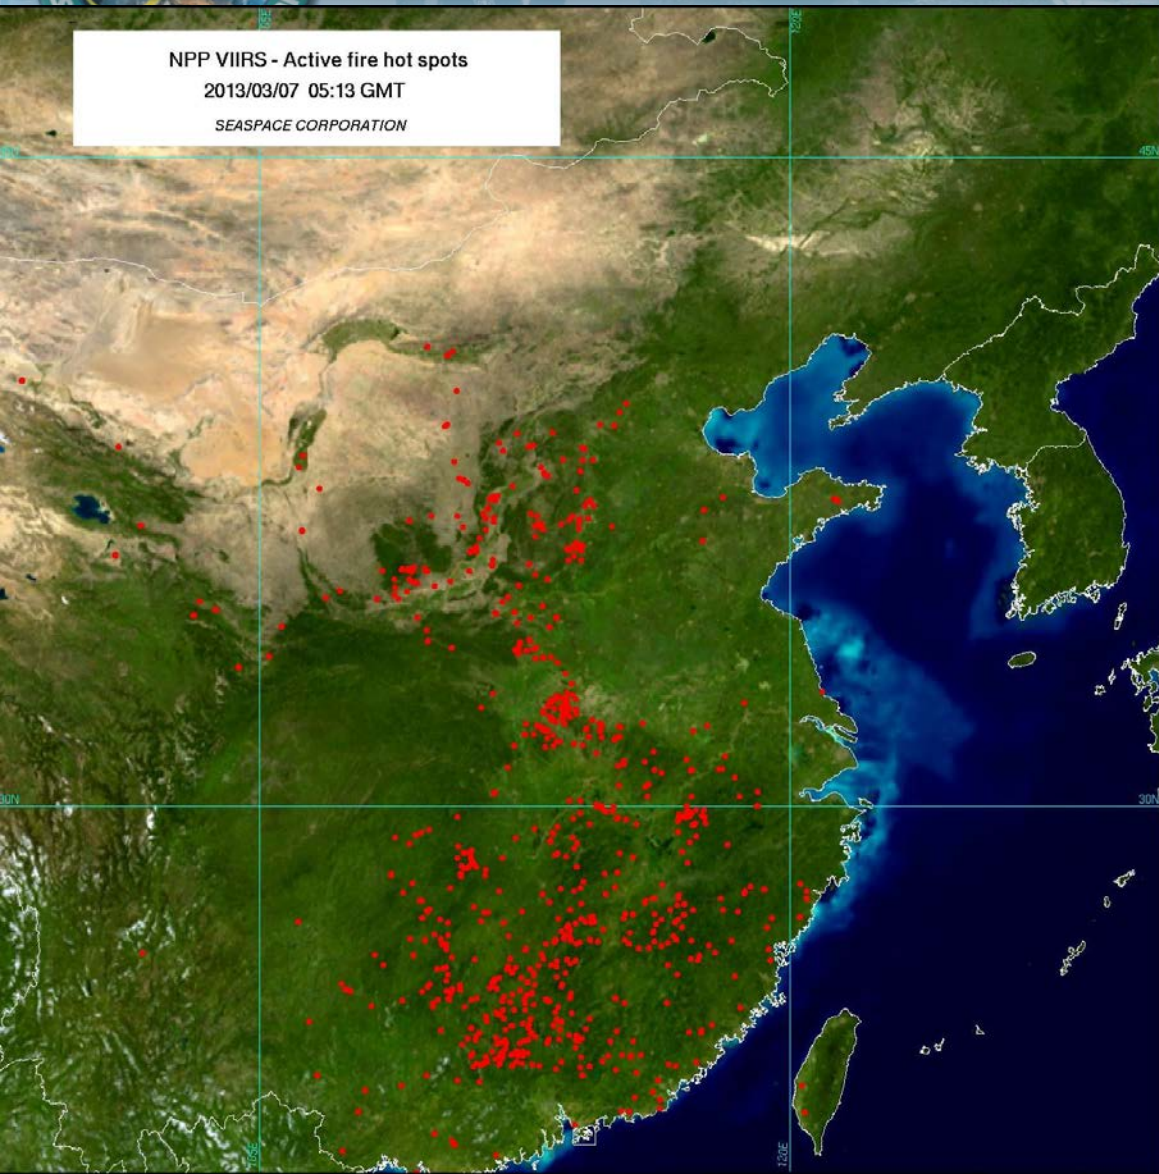 NPP VIIRS - Active fire hot spots
2013/03/07 05:13 GMT
SEASPACE CORPORATION
120E
45N
30N
30N
105E
120E